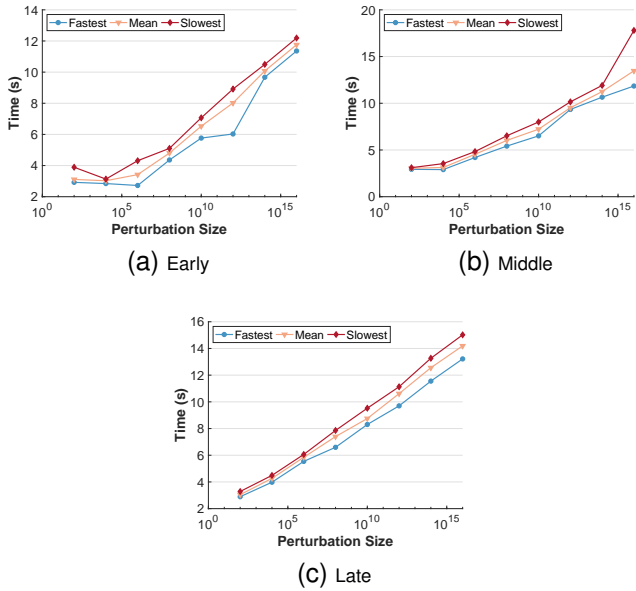 14
12
10
8
6
4
2
Time (s)
Fastest Mean Slowest
10^0 10^5 10^10 10^15
Perturbation Size
(a) Early
20
15
10
5
0
Time (s)
Fastest Mean Slowest
10^0 10^5 10^10 10^15
Perturbation Size
(b) Middle
16
14
12
10
8
6
4
2
Time (s)
Fastest Mean Slowest
10^0 10^5 10^10 10^15
Perturbation Size
(c) Late